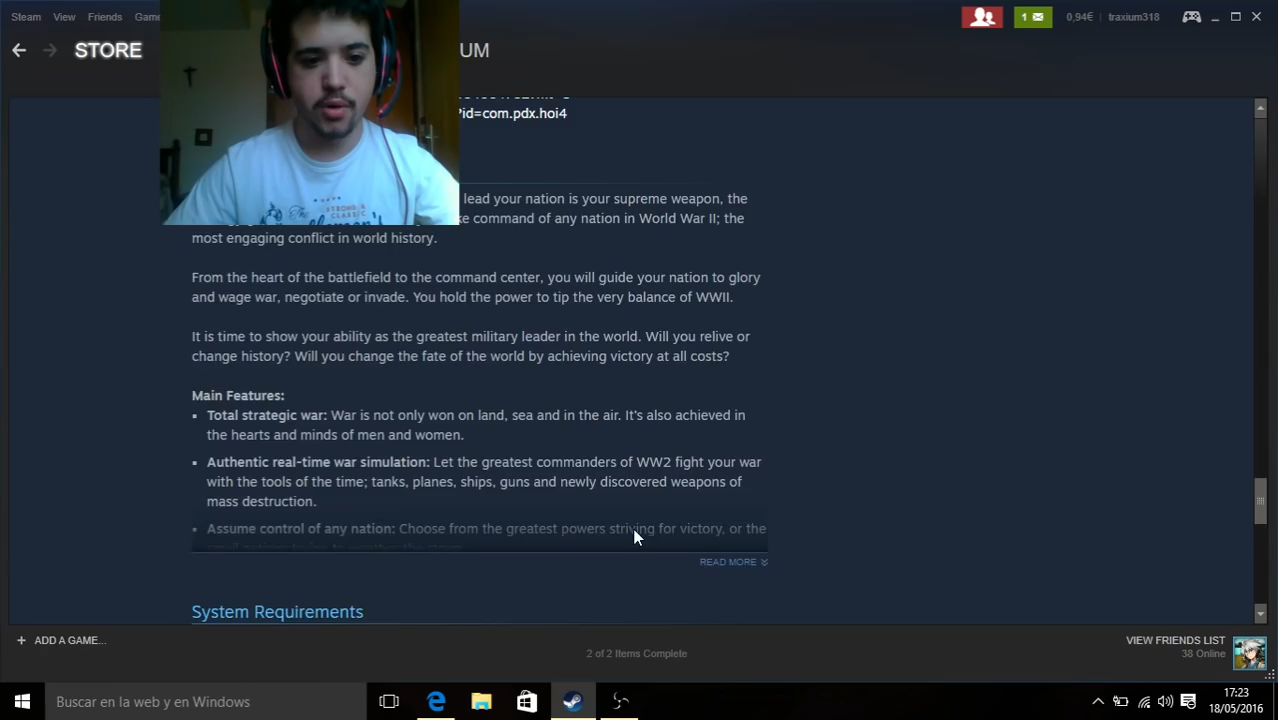 Steam View Friends Game
1 0,94€ traxium318
STORE UM
?id=com.pdx.hoi4
lead your nation is your supreme weapon, the
command of any nation in World War II; the
most engaging conflict in world history.
From the heart of the battlefield to the command center, you will guide your nation to glory
and wage war, negotiate or invade. You hold the power to tip the very balance of WWII.
It is time to show your ability as the greatest military leader in the world. Will you relive or
change history? Will you change the fate of the world by achieving victory at all costs?
Main Features:
Total strategic war: War is not only won on land, sea and in the air. It's also achieved in
the hearts and minds of men and women.
Authentic real-time war simulation: Let the greatest commanders of WW2 fight your war
with the tools of the time; tanks, planes, ships, guns and newly discovered weapons of
mass destruction.
Assume control of any nation: Choose from the greatest powers striving for victory, or the
READ MORE
System Requirements
+ ADD A GAME...
2 of 2 Items Complete
VIEW FRIENDS LIST
38 Online
Buscar en la web y en Windows
17:23
18/05/2016
STRONG &
CLASSIC